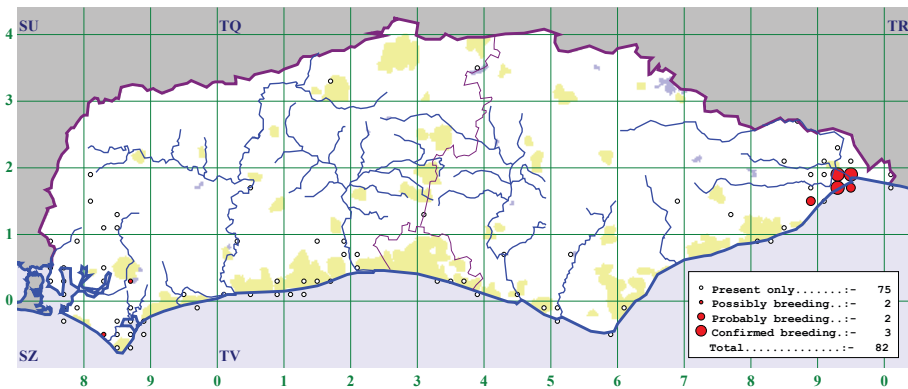 SU TQ TR
4
3
2
1
0
SZ TV
8 9 0 1 2 3 4 5 6 7 8 9 0
Present only.......:- 75
Possibly breeding..:- 2
Probably breeding..:- 2
Confirmed breeding.:- 3
Total..............:- 82